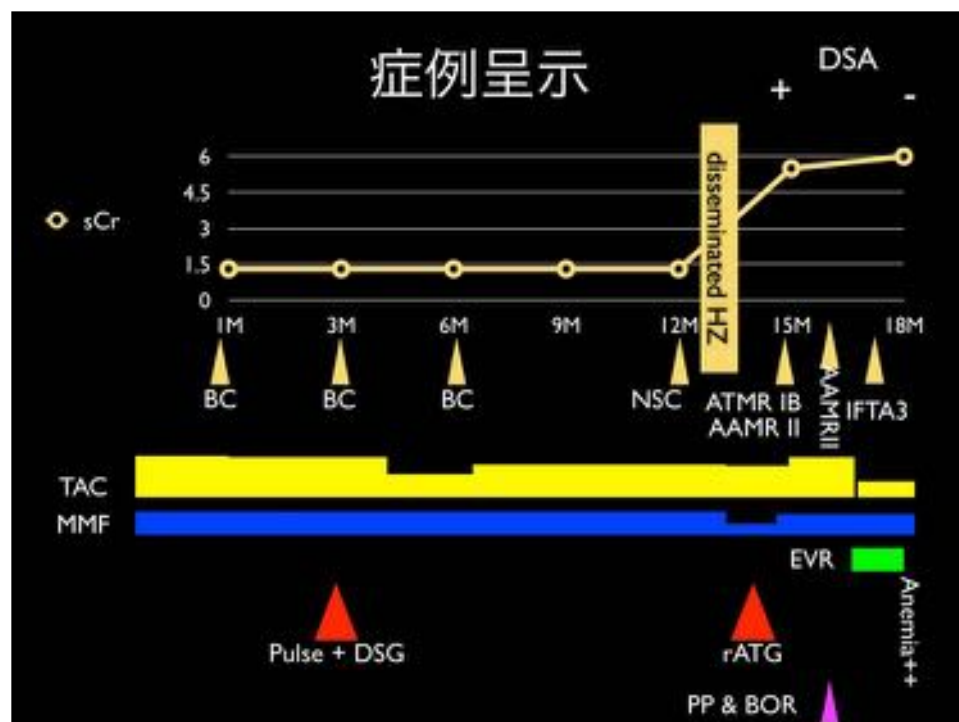 症例呈示
DSA
+ -
6
4.5
3
1.5
0
sCr
disseminated HZ
1M 3M 6M 9M 12M 15M 18M
BC BC BC NSC ATMR IB
AAMR II
AAMRII
IFTA3
TAC
MMF
EVR
Anemia++
Pulse + DSG
rATG
PP & BOR